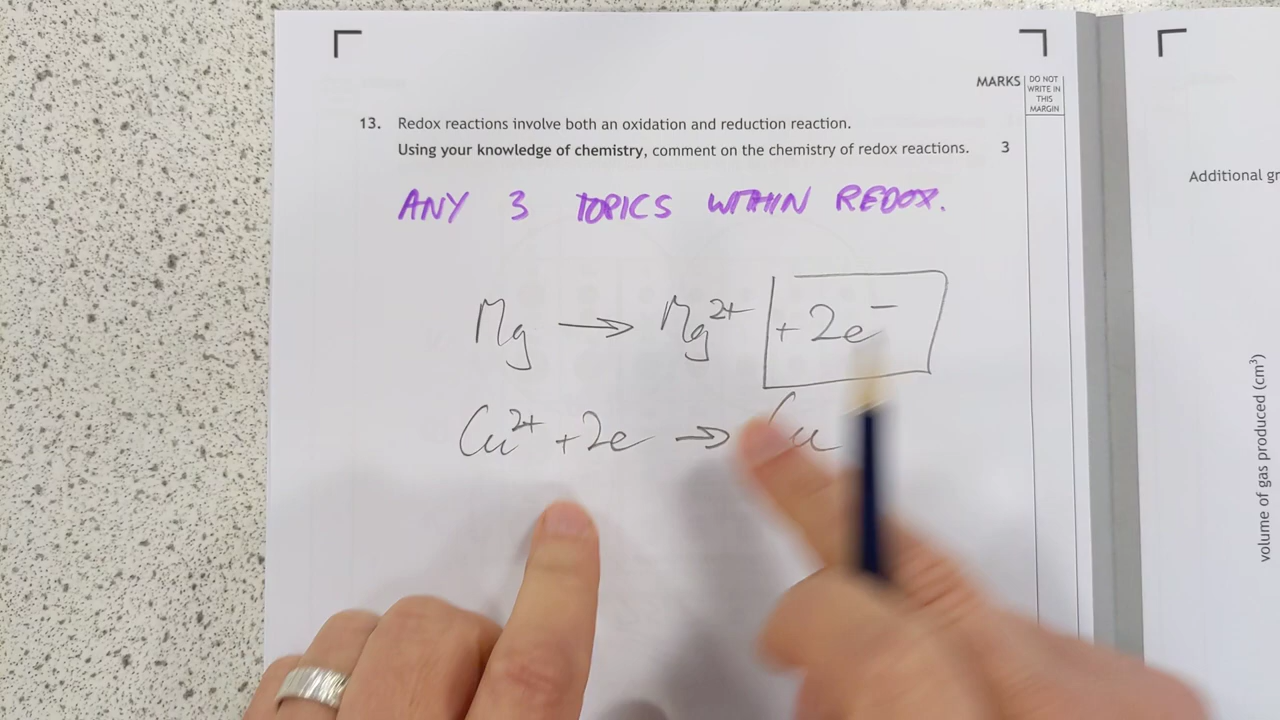 MARKS
DO NOT
WRITE IN
THIS
MARGIN
13. Redox reactions involve both an oxidation and reduction reaction.
Using your knowledge of chemistry, comment on the chemistry of redox reactions. 3
ANY 3 TOPICS WITHIN REDOX.
Mg → Mg²⁺ + 2e⁻
Cu²⁺ + 2e → Cu
Additional gr
volume of gas produced (cm³)